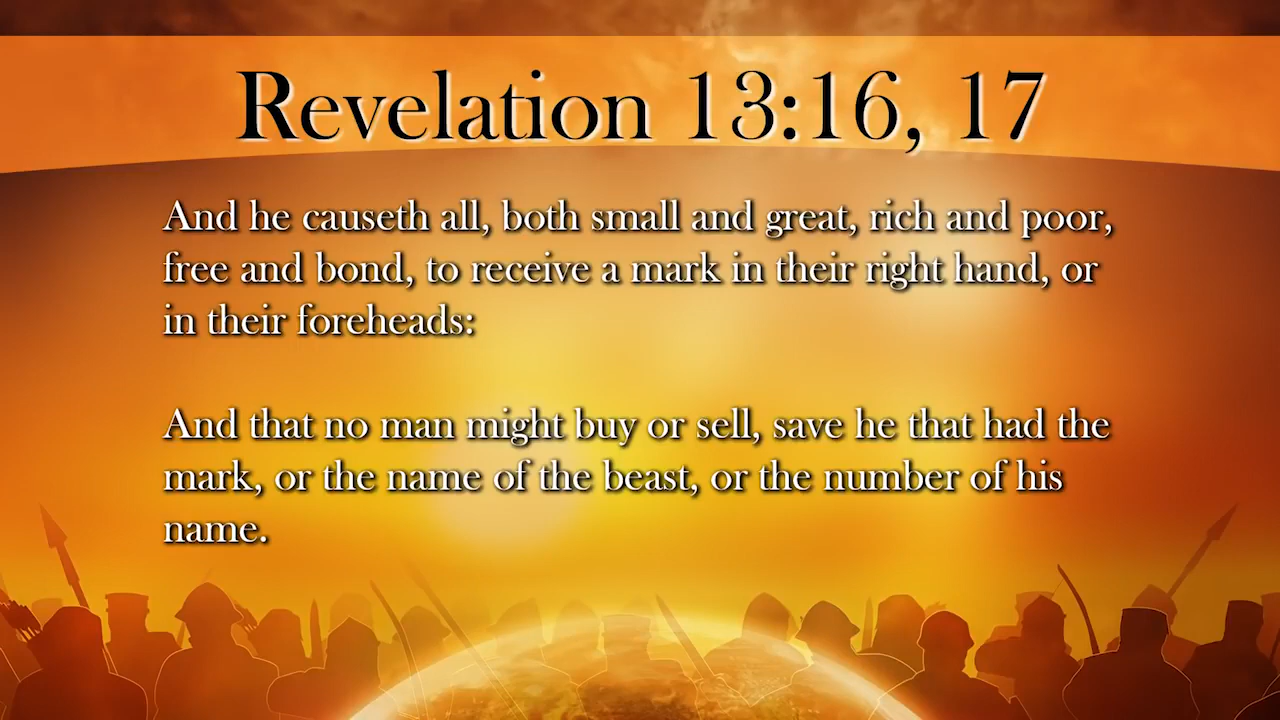 Revelation 13:16, 17
And he causeth all, both small and great, rich and poor,
free and bond, to receive a mark in their right hand, or
in their foreheads:
And that no man might buy or sell, save he that had the
mark, or the name of the beast, or the number of his
name.